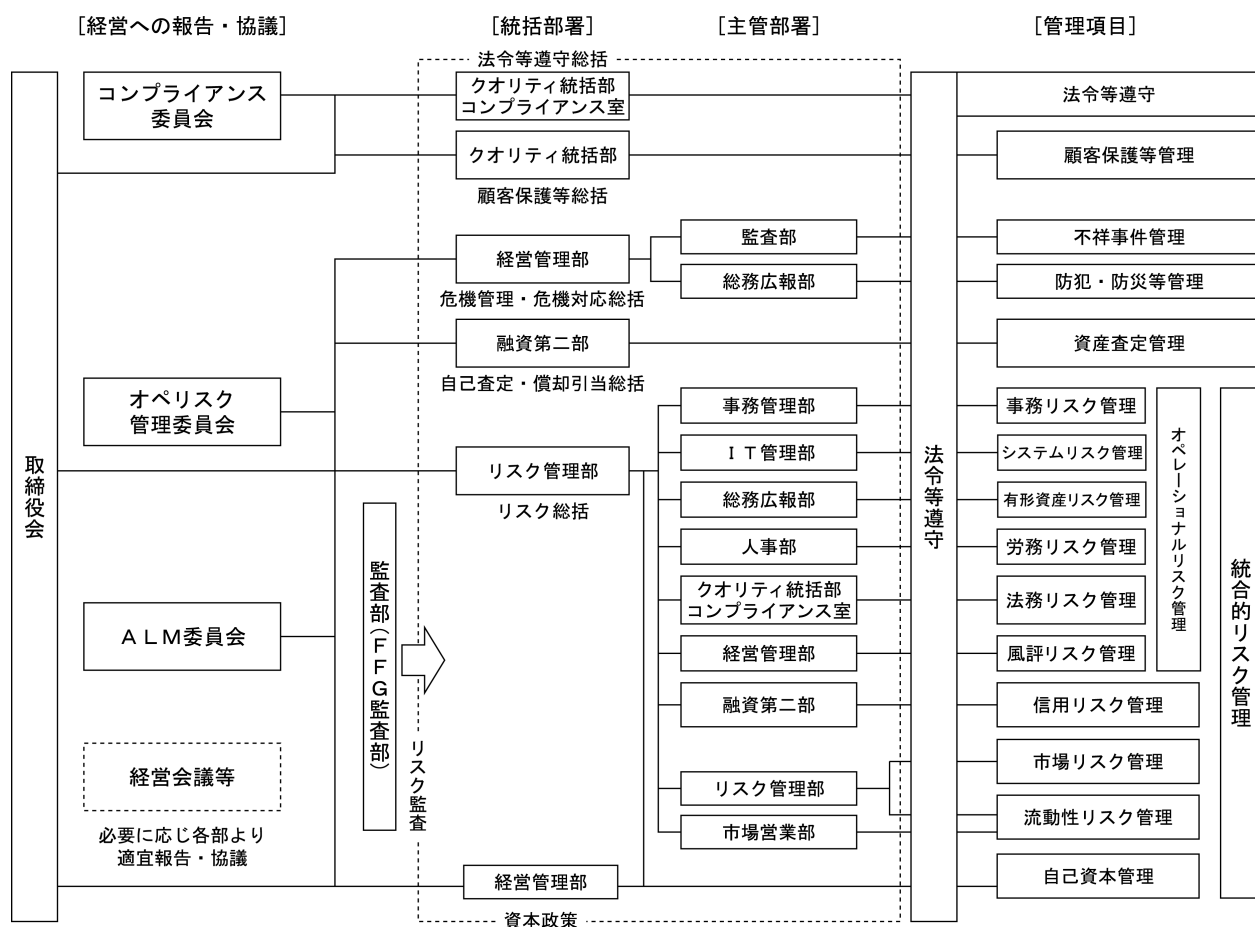 [経営への報告・協議]
[統括部署]
[主管部署]
[管理項目]
取締役会
コンプライアンス
委員会
オペリスク
管理委員会
ＡＬＭ委員会
経営会議等
必要に応じ各部より
適宜報告・協議
監査部（ＦＦＧ監査部）
リスク監査
法令等遵守総括
クオリティ統括部
コンプライアンス室
クオリティ統括部
顧客保護等総括
経営管理部
危機管理・危機対応総括
融資第二部
自己査定・償却引当総括
リスク管理部
リスク総括
経営管理部
資本政策
監査部
総務広報部
事務管理部
ＩＴ管理部
総務広報部
人事部
クオリティ統括部
コンプライアンス室
経営管理部
融資第二部
リスク管理部
市場営業部
法令等遵守
法令等遵守
顧客保護等管理
不祥事件管理
防犯・防災等管理
資産査定管理
事務リスク管理
システムリスク管理
有形資産リスク管理
労務リスク管理
法務リスク管理
風評リスク管理
信用リスク管理
市場リスク管理
流動性リスク管理
自己資本管理
オペレーショナルリスク管理
統合的リスク管理